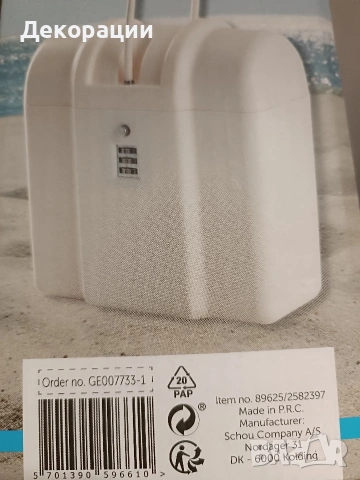 Декорации
Order no. GE007733-1
20
PAP
Item no. 89625/2582397
Made in P.R.C.
Manufacturer:
Schou Company A/S
Nordager 31
DK - 6000 Kolding
5 701390 596610